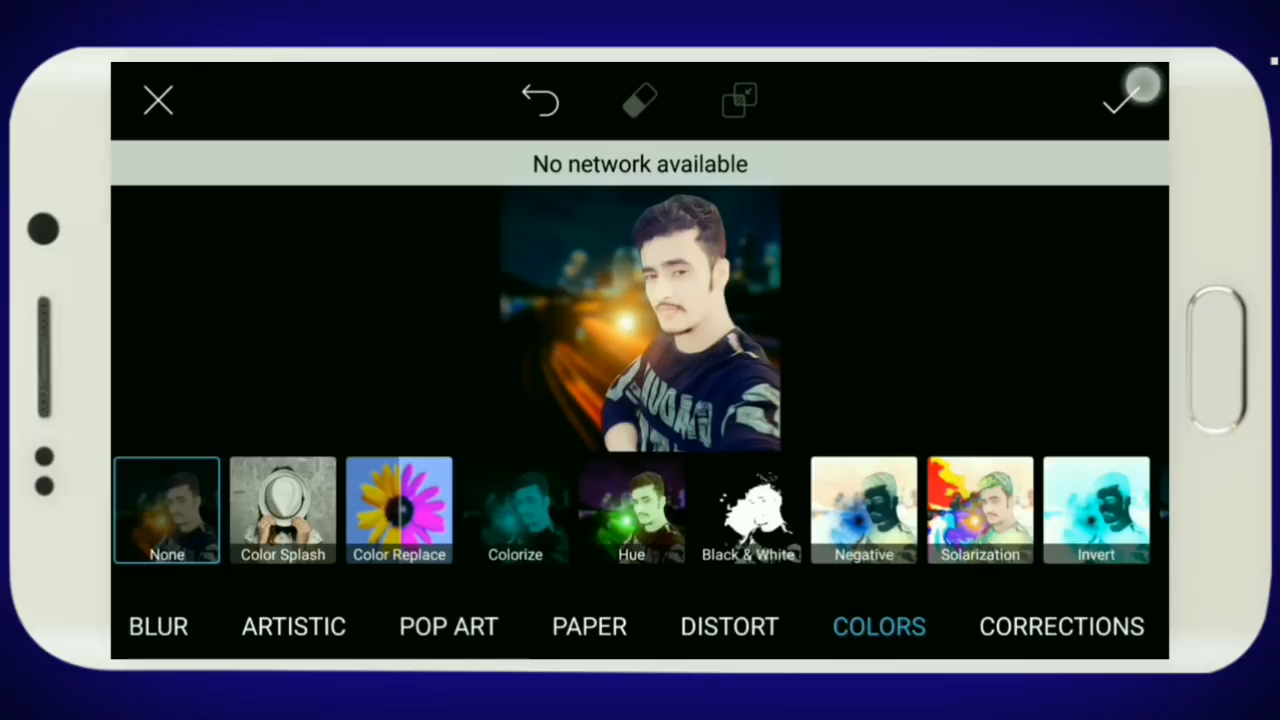 No network available
None
Color Splash
Color Replace
Colorize
Hue
Black & White
Negative
Solarization
Invert
BLUR
ARTISTIC
POP ART
PAPER
DISTORT
COLORS
CORRECTIONS